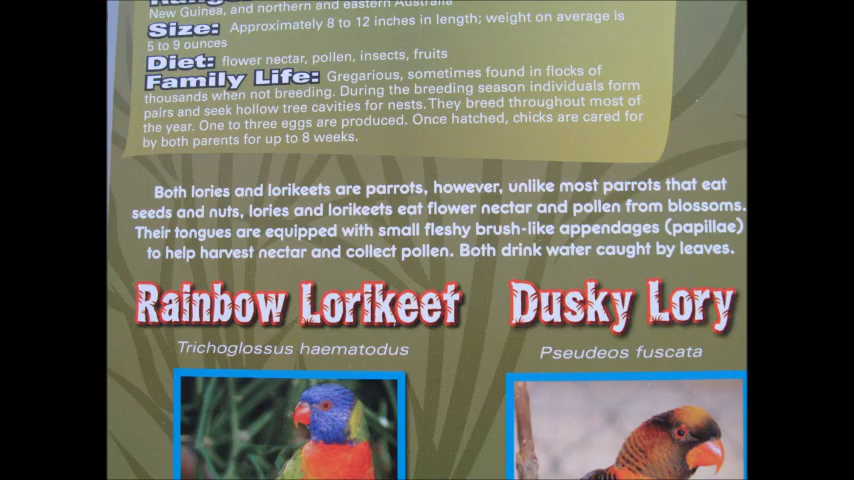 New Guinea, and northern and eastern Australia
Size: Approximately 8 to 12 inches in length; weight on average is
5 to 9 ounces
Diet: flower nectar, pollen, insects, fruits
Family Life: Gregarious, sometimes found in flocks of
thousands when not breeding. During the breeding season individuals form
pairs and seek hollow tree cavities for nests. They breed throughout most of
the year. One to three eggs are produced. Once hatched, chicks are cared for
by both parents for up to 8 weeks.
Both lories and lorikeets are parrots, however, unlike most parrots that eat
seeds and nuts, lories and lorikeets eat flower nectar and pollen from blossoms.
Their tongues are equipped with small fleshy brush-like appendages (papillae)
to help harvest nectar and collect pollen. Both drink water caught by leaves.
Rainbow Lorikeet Dusky Lory
Trichoglossus haematodus Pseudeos fuscata